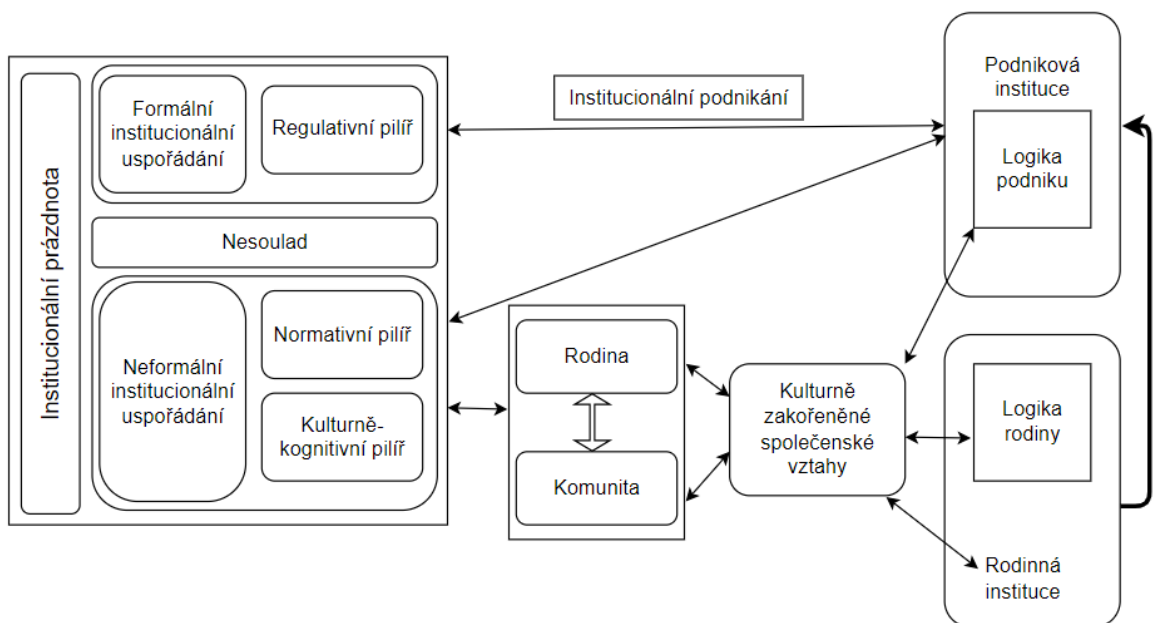 Institucionální prázdnota
Formální
institucionální
uspořádání
Regulativní pilíř
Nesoulad
Neformální
institucionální
uspořádání
Normativní pilíř
Kulturně-
kognitivní pilíř
Institucionální podnikání
Rodina
Komunita
Kulturně
zakořeněné
společenské
vztahy
Podniková
instituce
Logika
podniku
Logika
rodiny
Rodinná
instituce